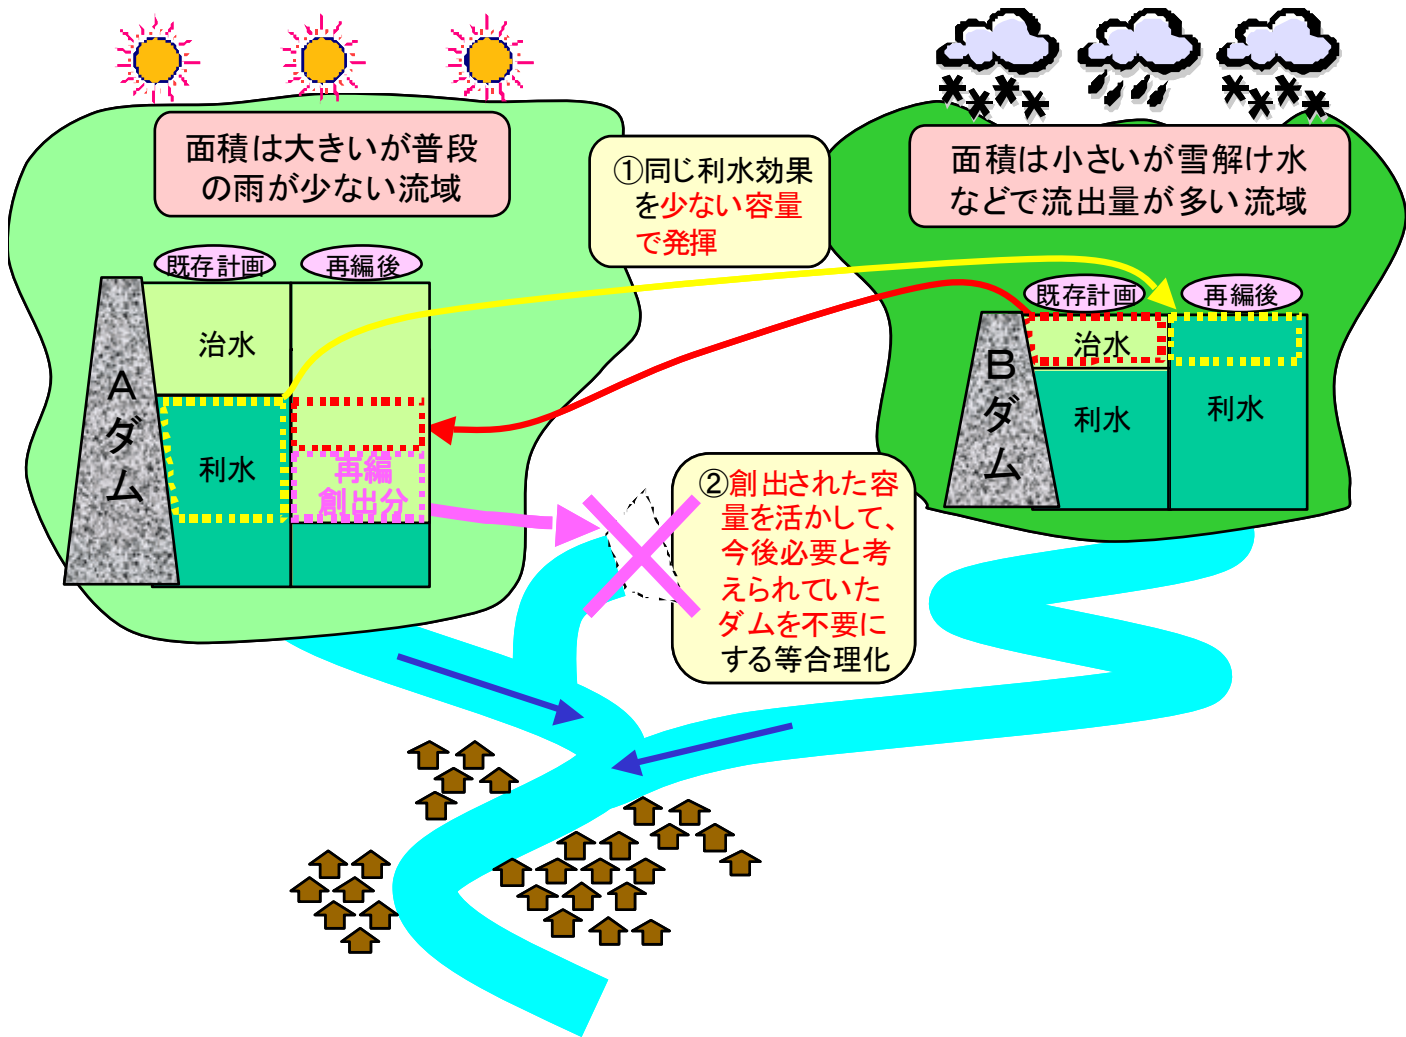 面積は大きいが普段
の雨が少ない流域
①同じ利水効果
を少ない容量
で発揮
面積は小さいが雪解け水
などで流出量が多い流域
既存計画
再編後
治水
利水
再編
創出分
Aダム
既存計画
再編後
治水
利水
利水
Bダム
②創出された容
量を活かして、
今後必要と考
えられていた
ダムを不要に
する等合理化